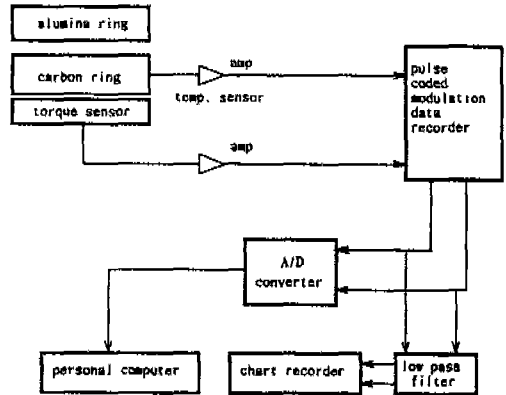 alumina ring
carbon ring
torque sensor
amp
temp. sensor
amp
pulse
coded
modulation
data
recorder
A/D
converter
personal computer
chart recorder
low pass
filter